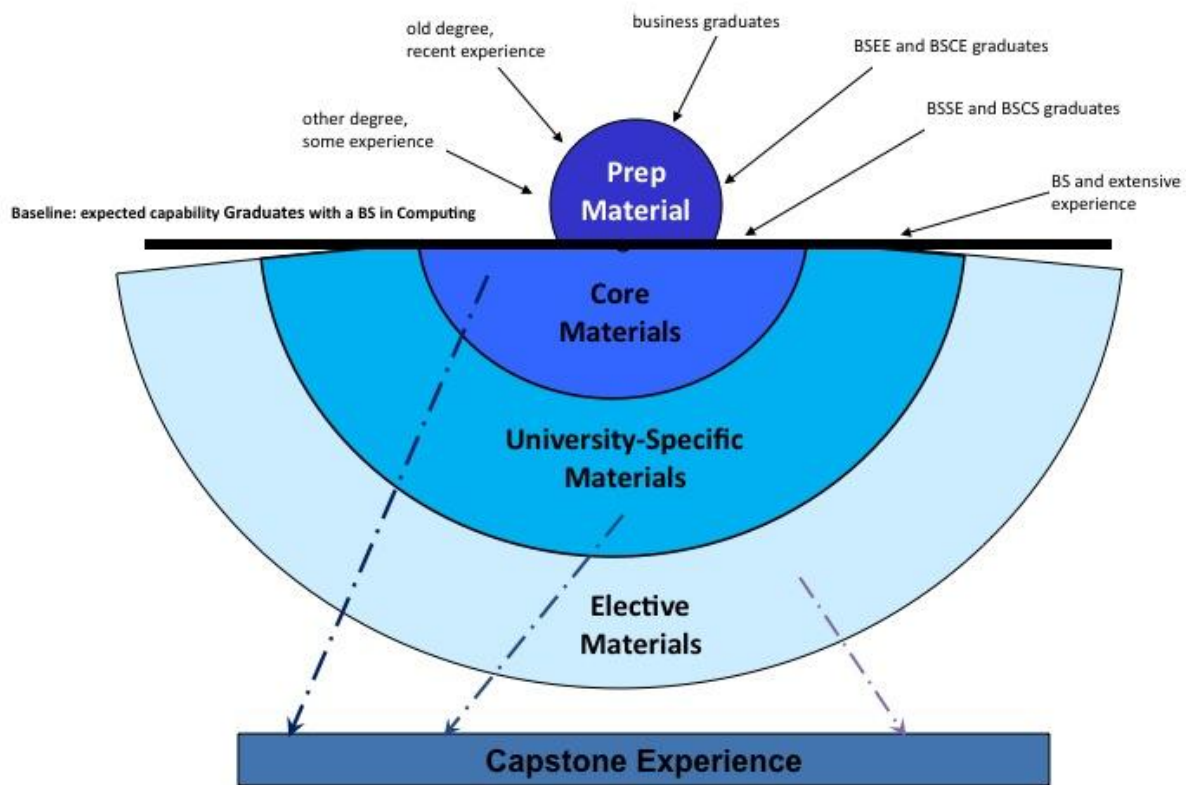 business graduates
old degree,
recent experience
BSEE and BSCE graduates
BSSE and BSCS graduates
other degree,
some experience
Prep
Material
BS and extensive
experience
Baseline: expected capability Graduates with a BS in Computing
Core
Materials
University-Specific
Materials
Elective
Materials
Capstone Experience